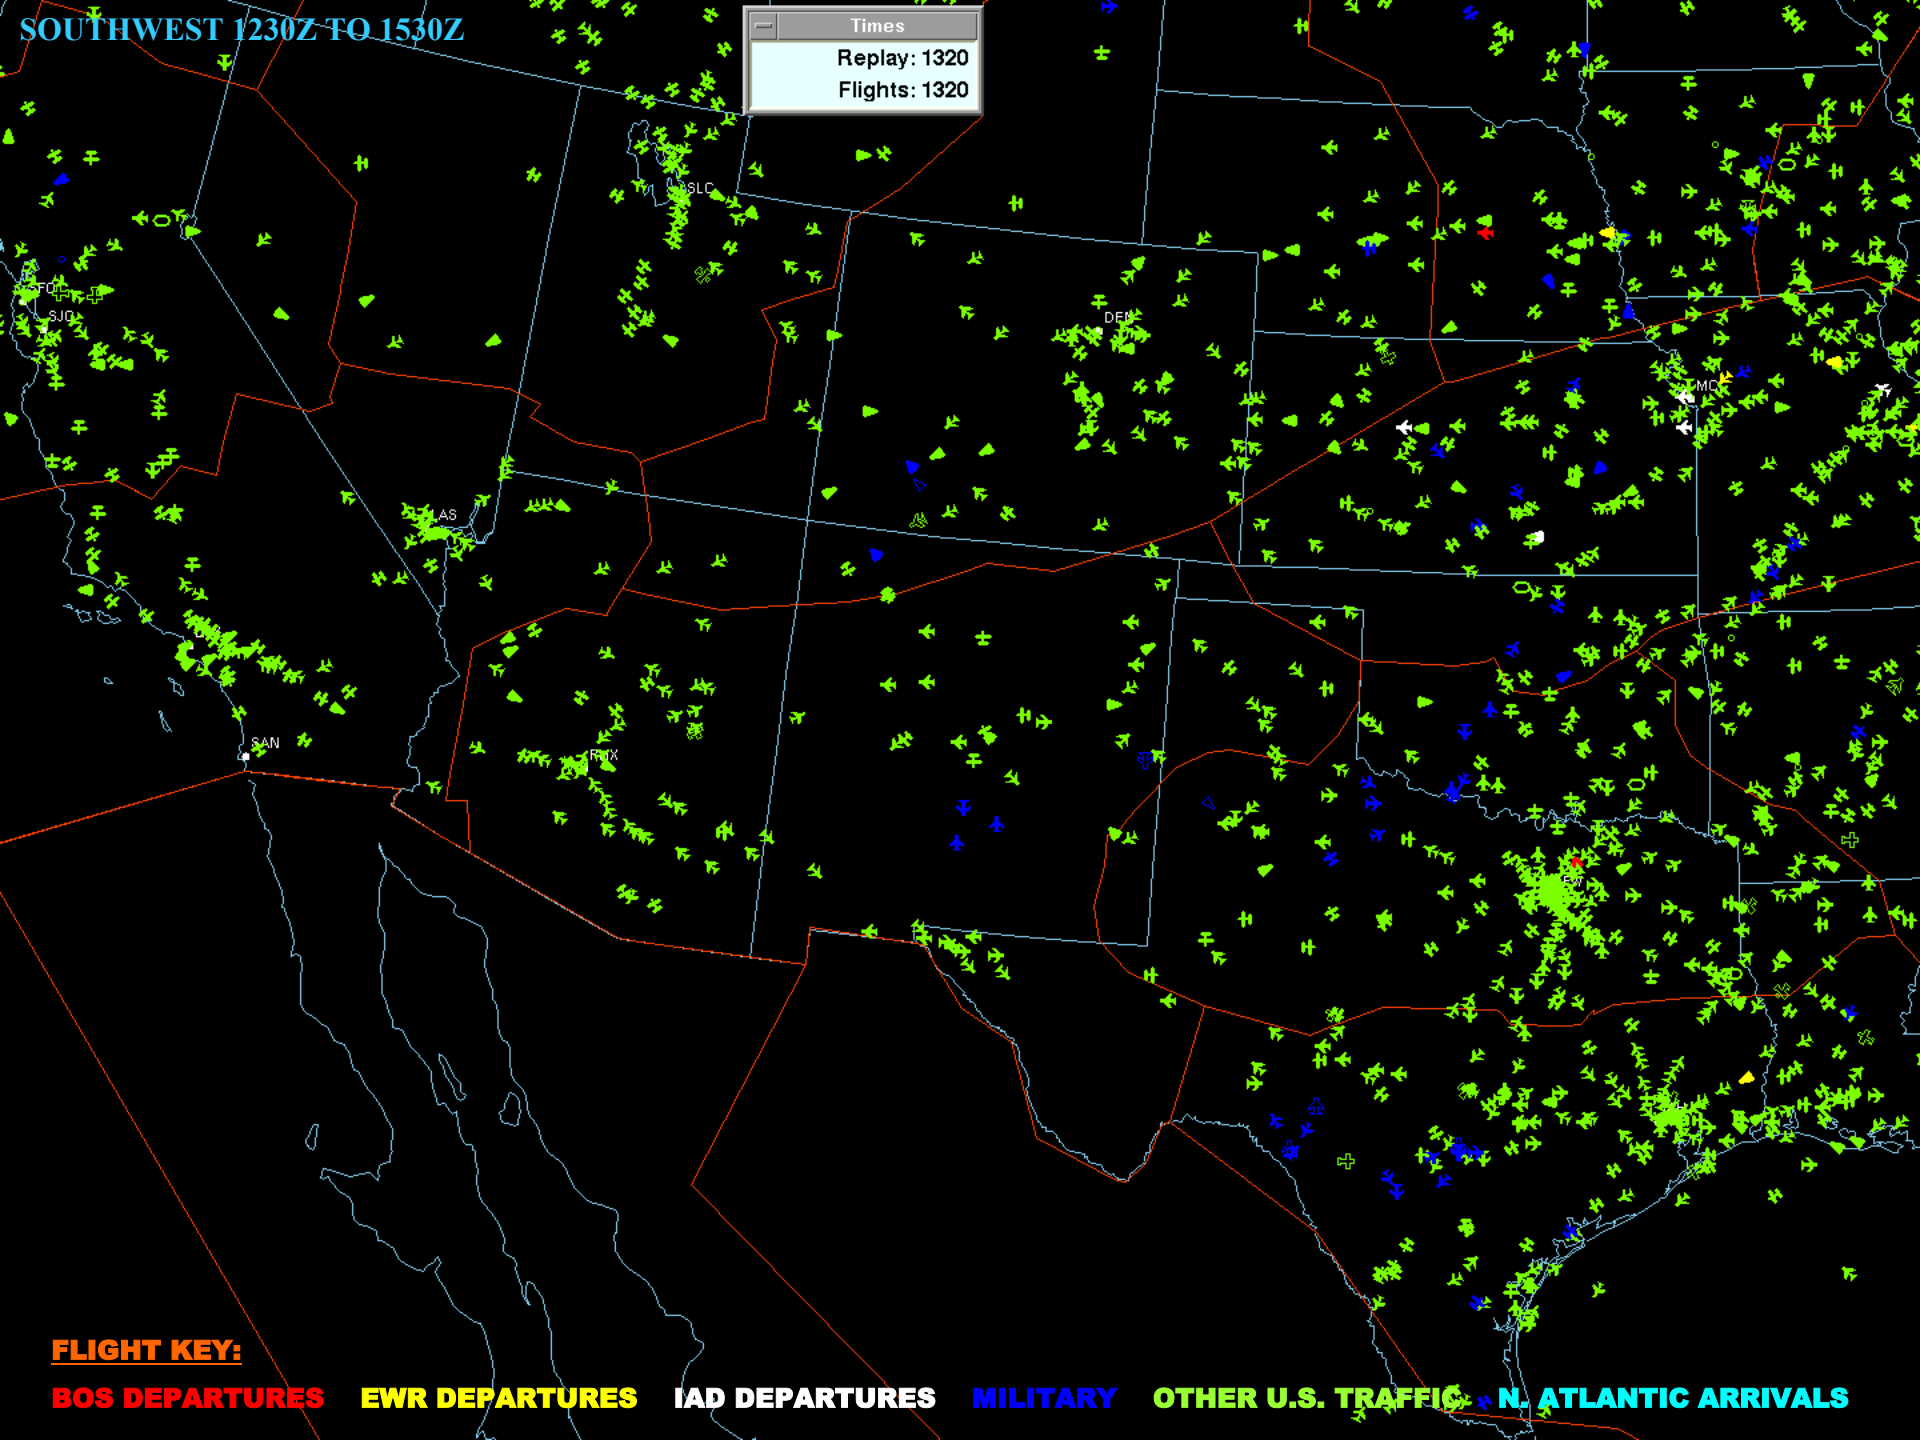 SOUTHWEST 1230Z TO 1530Z
Times
Replay: 1320
Flights: 1320
SLC
SFO
SJC
DEN
LAS
SAN
PHX
FLIGHT KEY:
BOS DEPARTURES EWR DEPARTURES IAD DEPARTURES MILITARY OTHER U.S. TRAFFIC N. ATLANTIC ARRIVALS